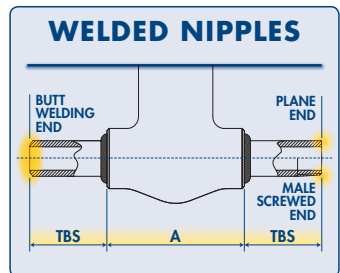 WELDED NIPPLES
BUTT
WELDING
END
PLANE
END
MALE
SCREWED
END
TBS
A
TBS